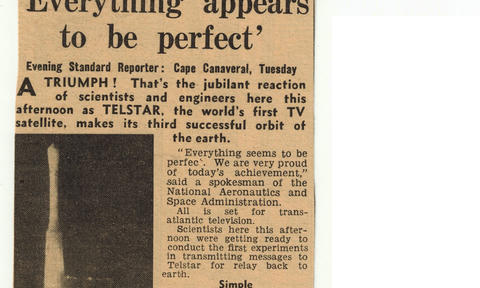 'Everything appears
to be perfect'
Evening Standard Reporter: Cape Canaveral, Tuesday
A TRIUMPH! That's the jubilant reaction
of scientists and engineers here this
afternoon as TELSTAR, the world's first TV
satellite, makes its third successful orbit of
the earth.
"Everything seems to be
perfec'. We are very proud
of today's achievement,"
said a spokesman of the
National Aeronautics and
Space Administration.
All is set for trans-
atlantic television.
Scientists here this after-
noon were getting ready to
conduct the first experiments
in transmitting messages to
Telstar for relay back to
earth.
Simple